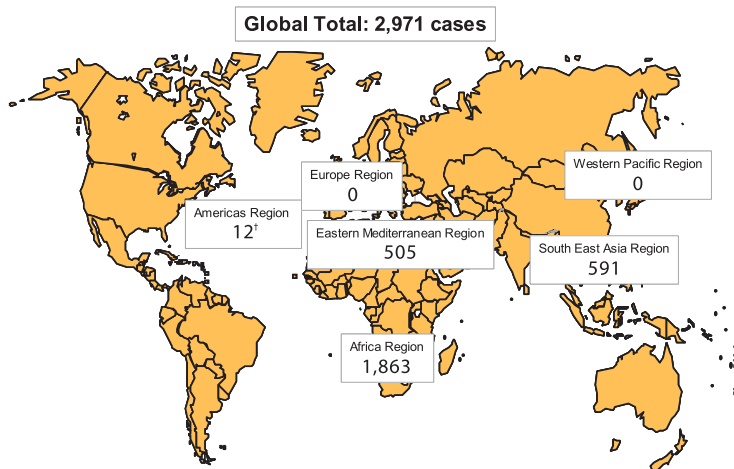 Global Total: 2,971 cases
Western Pacific Region
0
Europe Region
0
Americas Region
12†
Eastern Mediterranean Region
505
South East Asia Region
591
Africa Region
1,863